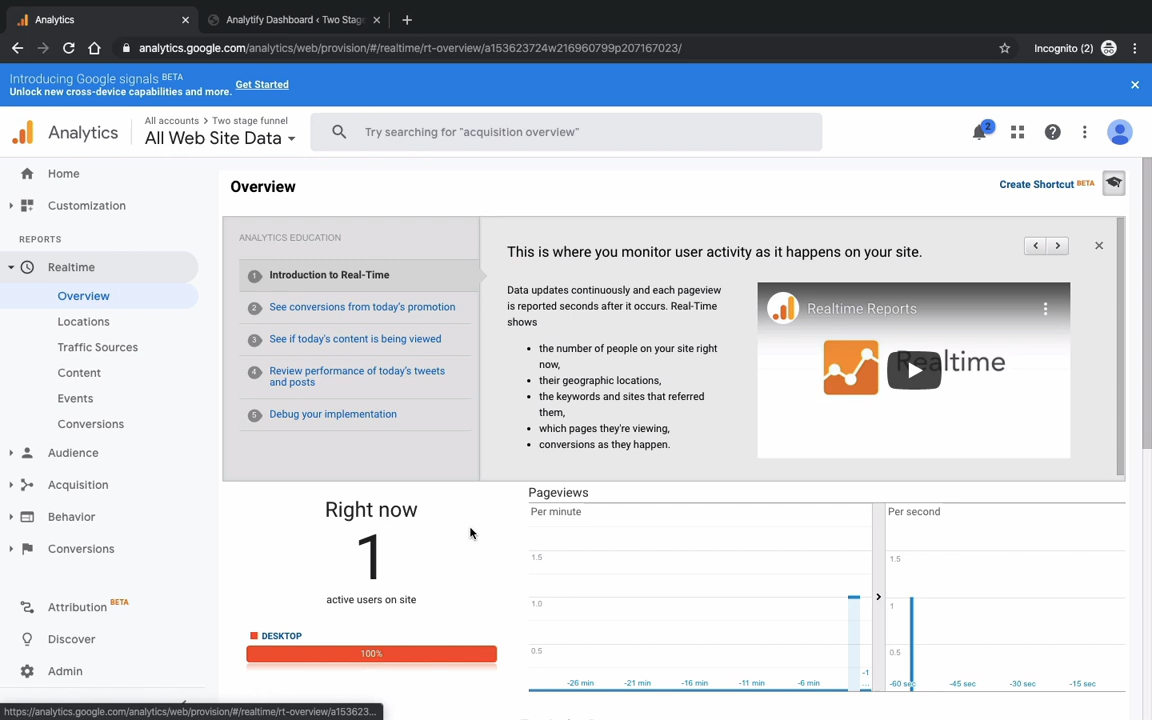 Analytics
Analytify Dashboard ‹ Two Stage
analytics.google.com/analytics/web/provision/#/realtime/rt-overview/a153623724w216960799p207167023/
Incognito (2)
Introducing Google signals BETA
Unlock new cross-device capabilities and more. Get Started
Analytics
All accounts > Two stage funnel
All Web Site Data
Try searching for "acquisition overview"
2
Home
Customization
REPORTS
Realtime
Overview
Locations
Traffic Sources
Content
Events
Conversions
Audience
Acquisition
Behavior
Conversions
Attribution BETA
Discover
Admin
https://analytics.google.com/analytics/web/provision/#/realtime/rt-overview/a153623...
Overview
Create Shortcut BETA
ANALYTICS EDUCATION
1 Introduction to Real-Time
2 See conversions from today's promotion
3 See if today's content is being viewed
4 Review performance of today's tweets
and posts
5 Debug your implementation
This is where you monitor user activity as it happens on your site.
Data updates continuously and each pageview
is reported seconds after it occurs. Real-Time
shows
• the number of people on your site right
now,
• their geographic locations,
• the keywords and sites that referred
them,
• which pages they're viewing,
• conversions as they happen.
Realtime Reports
Realtime
Right now
1
active users on site
DESKTOP
100%
Pageviews
Per minute
1.5
1.0
0.5
-26 min
-21 min
-16 min
-11 min
-6 min
-1
...
Per second
1.5
1
0.5
-60 sec
-45 sec
-30 sec
-15 sec